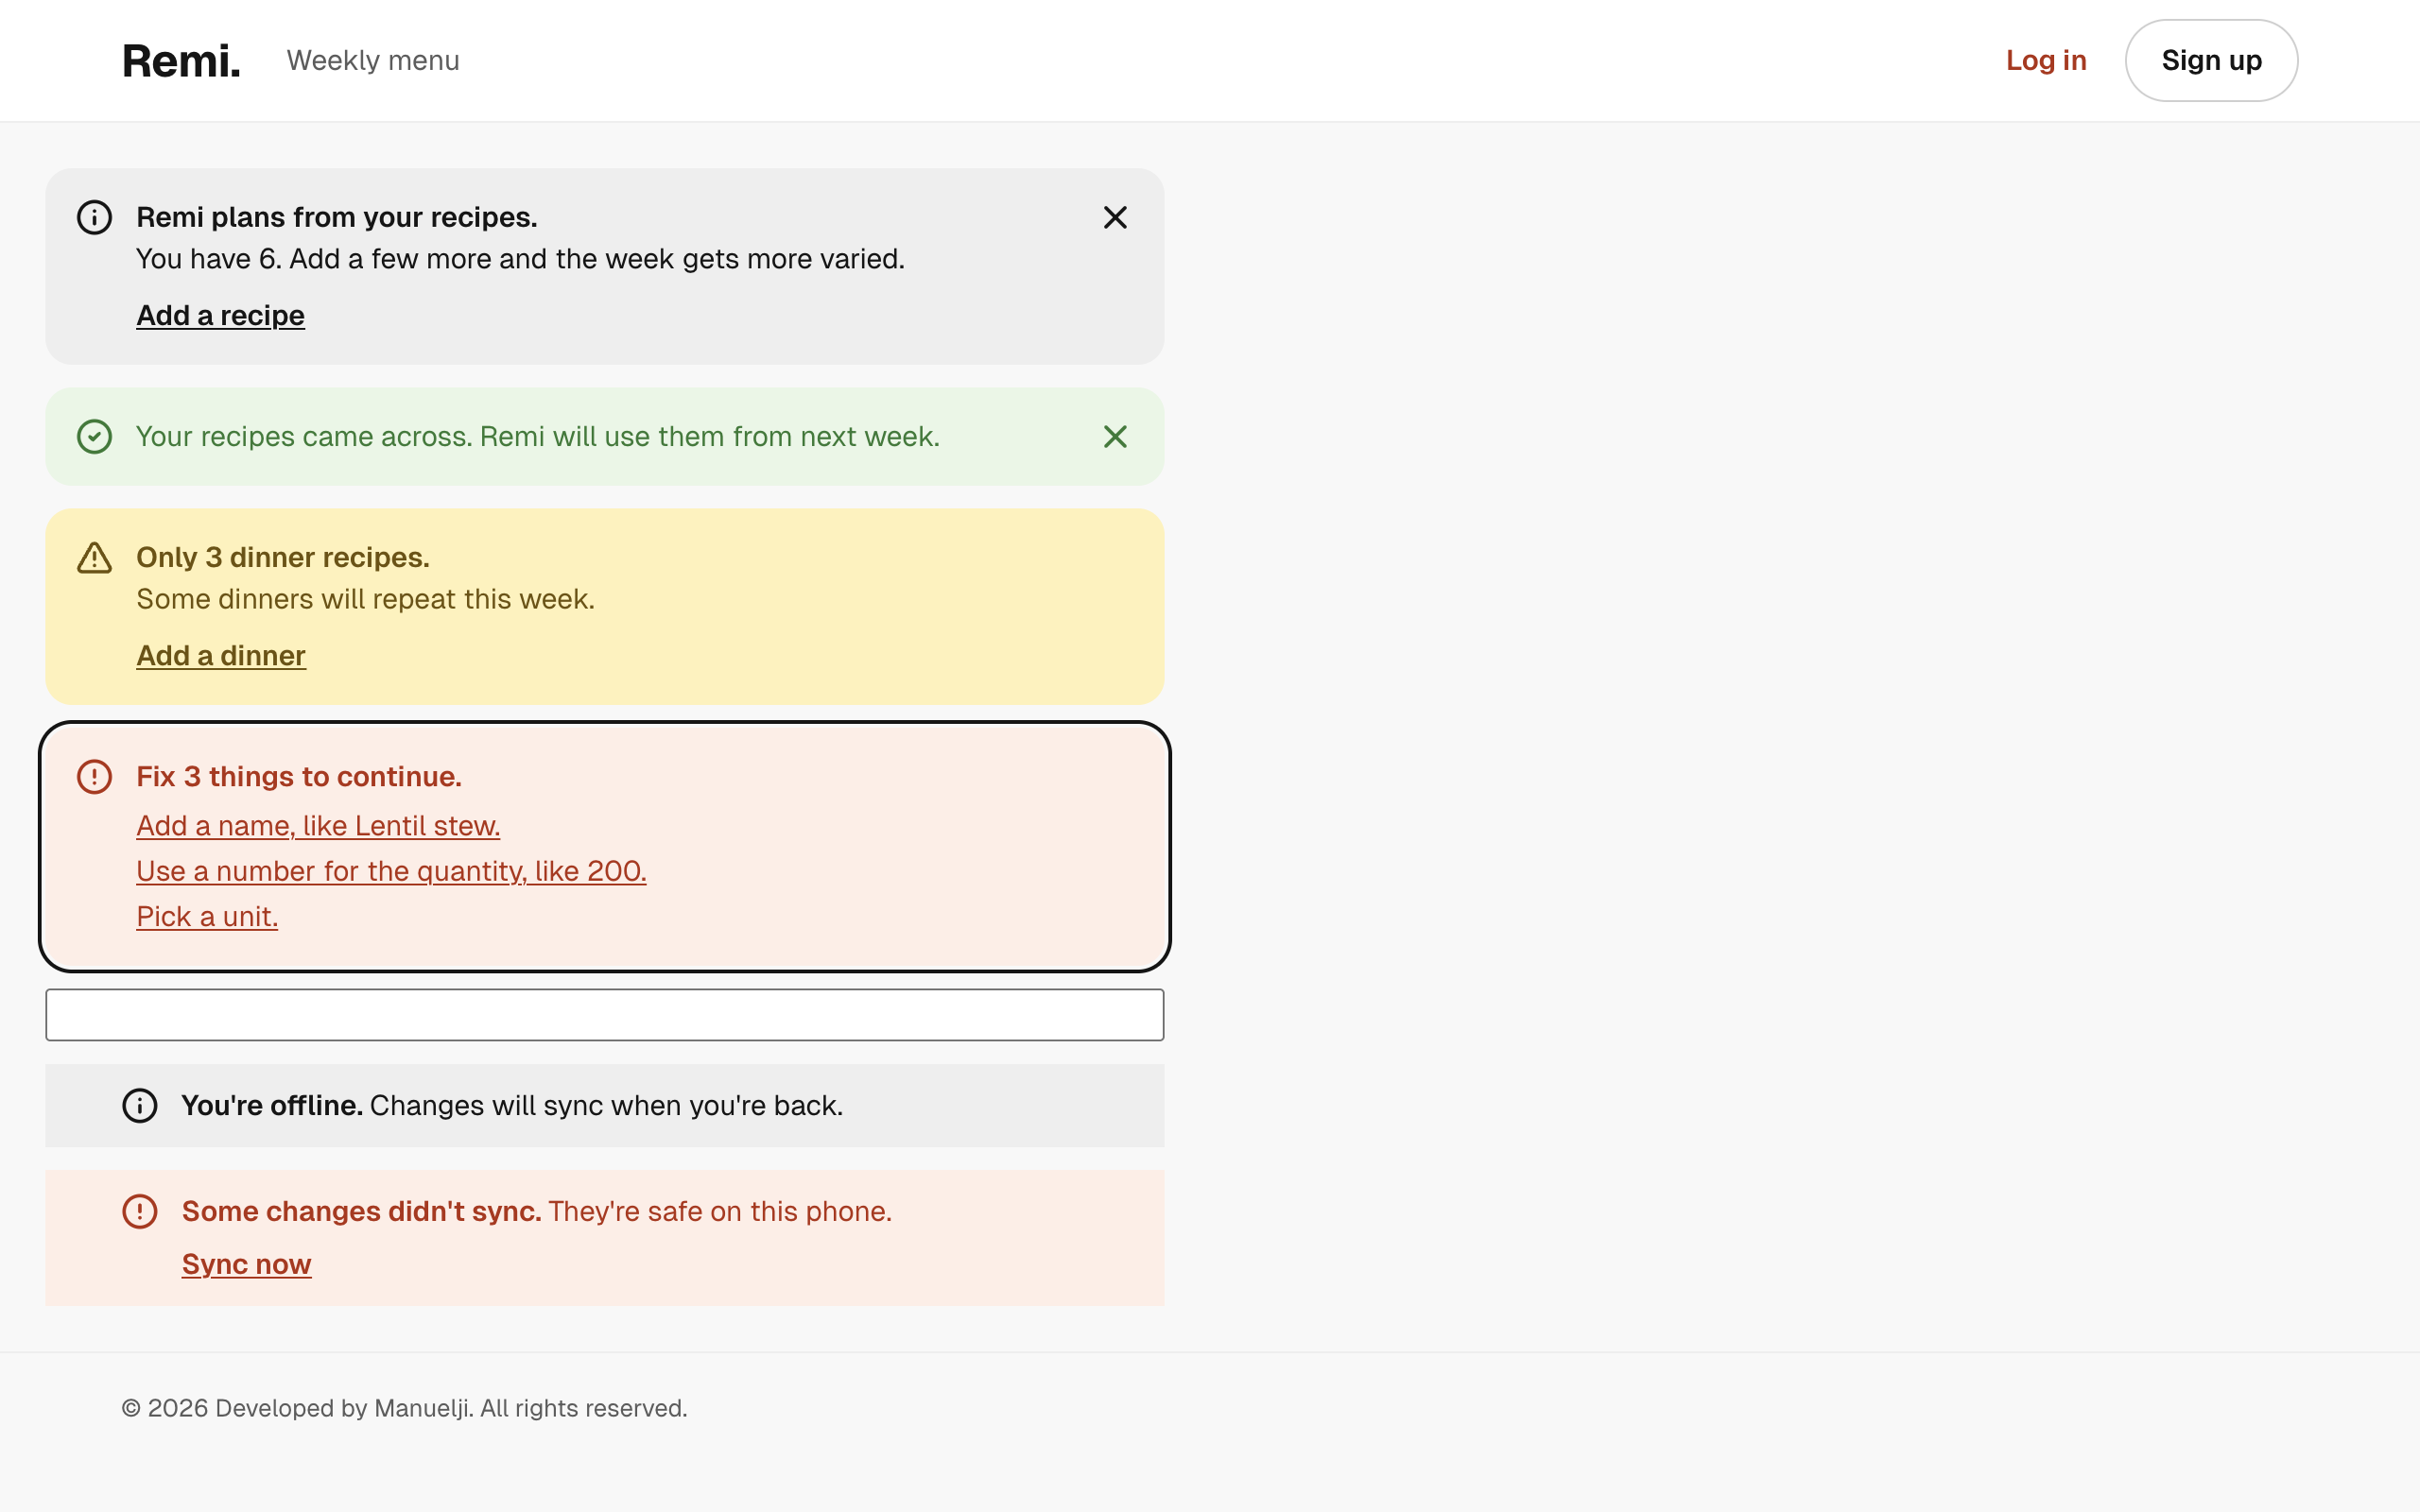 Remi. Weekly menu Log in Sign up
Remi plans from your recipes.
You have 6. Add a few more and the week gets more varied.
Add a recipe
Your recipes came across. Remi will use them from next week.
Only 3 dinner recipes.
Some dinners will repeat this week.
Add a dinner
Fix 3 things to continue.
Add a name, like Lentil stew.
Use a number for the quantity, like 200.
Pick a unit.
You're offline. Changes will sync when you're back.
Some changes didn't sync. They're safe on this phone.
Sync now
© 2026 Developed by Manuelji. All rights reserved.